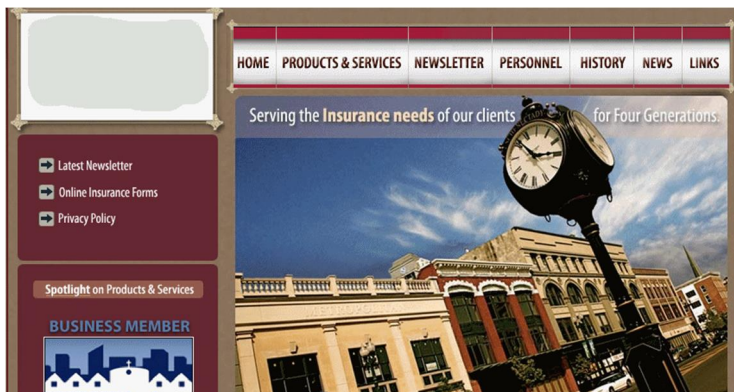 HOME PRODUCTS & SERVICES NEWSLETTER PERSONNEL HISTORY NEWS LINKS
Serving the Insurance needs of our clients for Four Generations.
Latest Newsletter
Online Insurance Forms
Privacy Policy
Spotlight on Products & Services
BUSINESS MEMBER